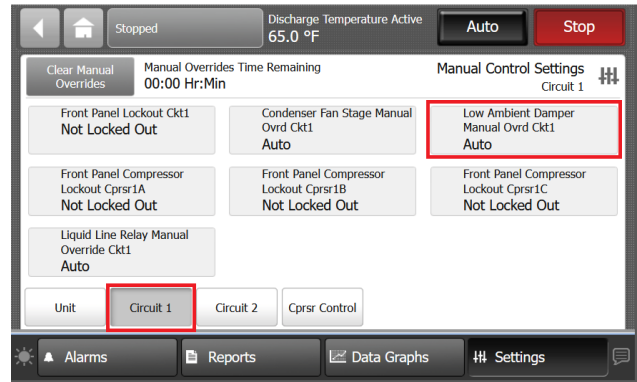 Stopped
Discharge Temperature Active
65.0 °F
Auto
Stop
Clear Manual
Overrides
Manual Overrides Time Remaining
00:00 Hr:Min
Manual Control Settings
Circuit 1
Front Panel Lockout Ckt1
Not Locked Out
Condenser Fan Stage Manual
Ovrd Ckt1
Auto
Low Ambient Damper
Manual Ovrd Ckt1
Auto
Front Panel Compressor
Lockout Cprsr1A
Not Locked Out
Front Panel Compressor
Lockout Cprsr1B
Not Locked Out
Front Panel Compressor
Lockout Cprsr1C
Not Locked Out
Liquid Line Relay Manual
Override Ckt1
Auto
Unit
Circuit 1
Circuit 2
Cprsr Control
Alarms
Reports
Data Graphs
Settings